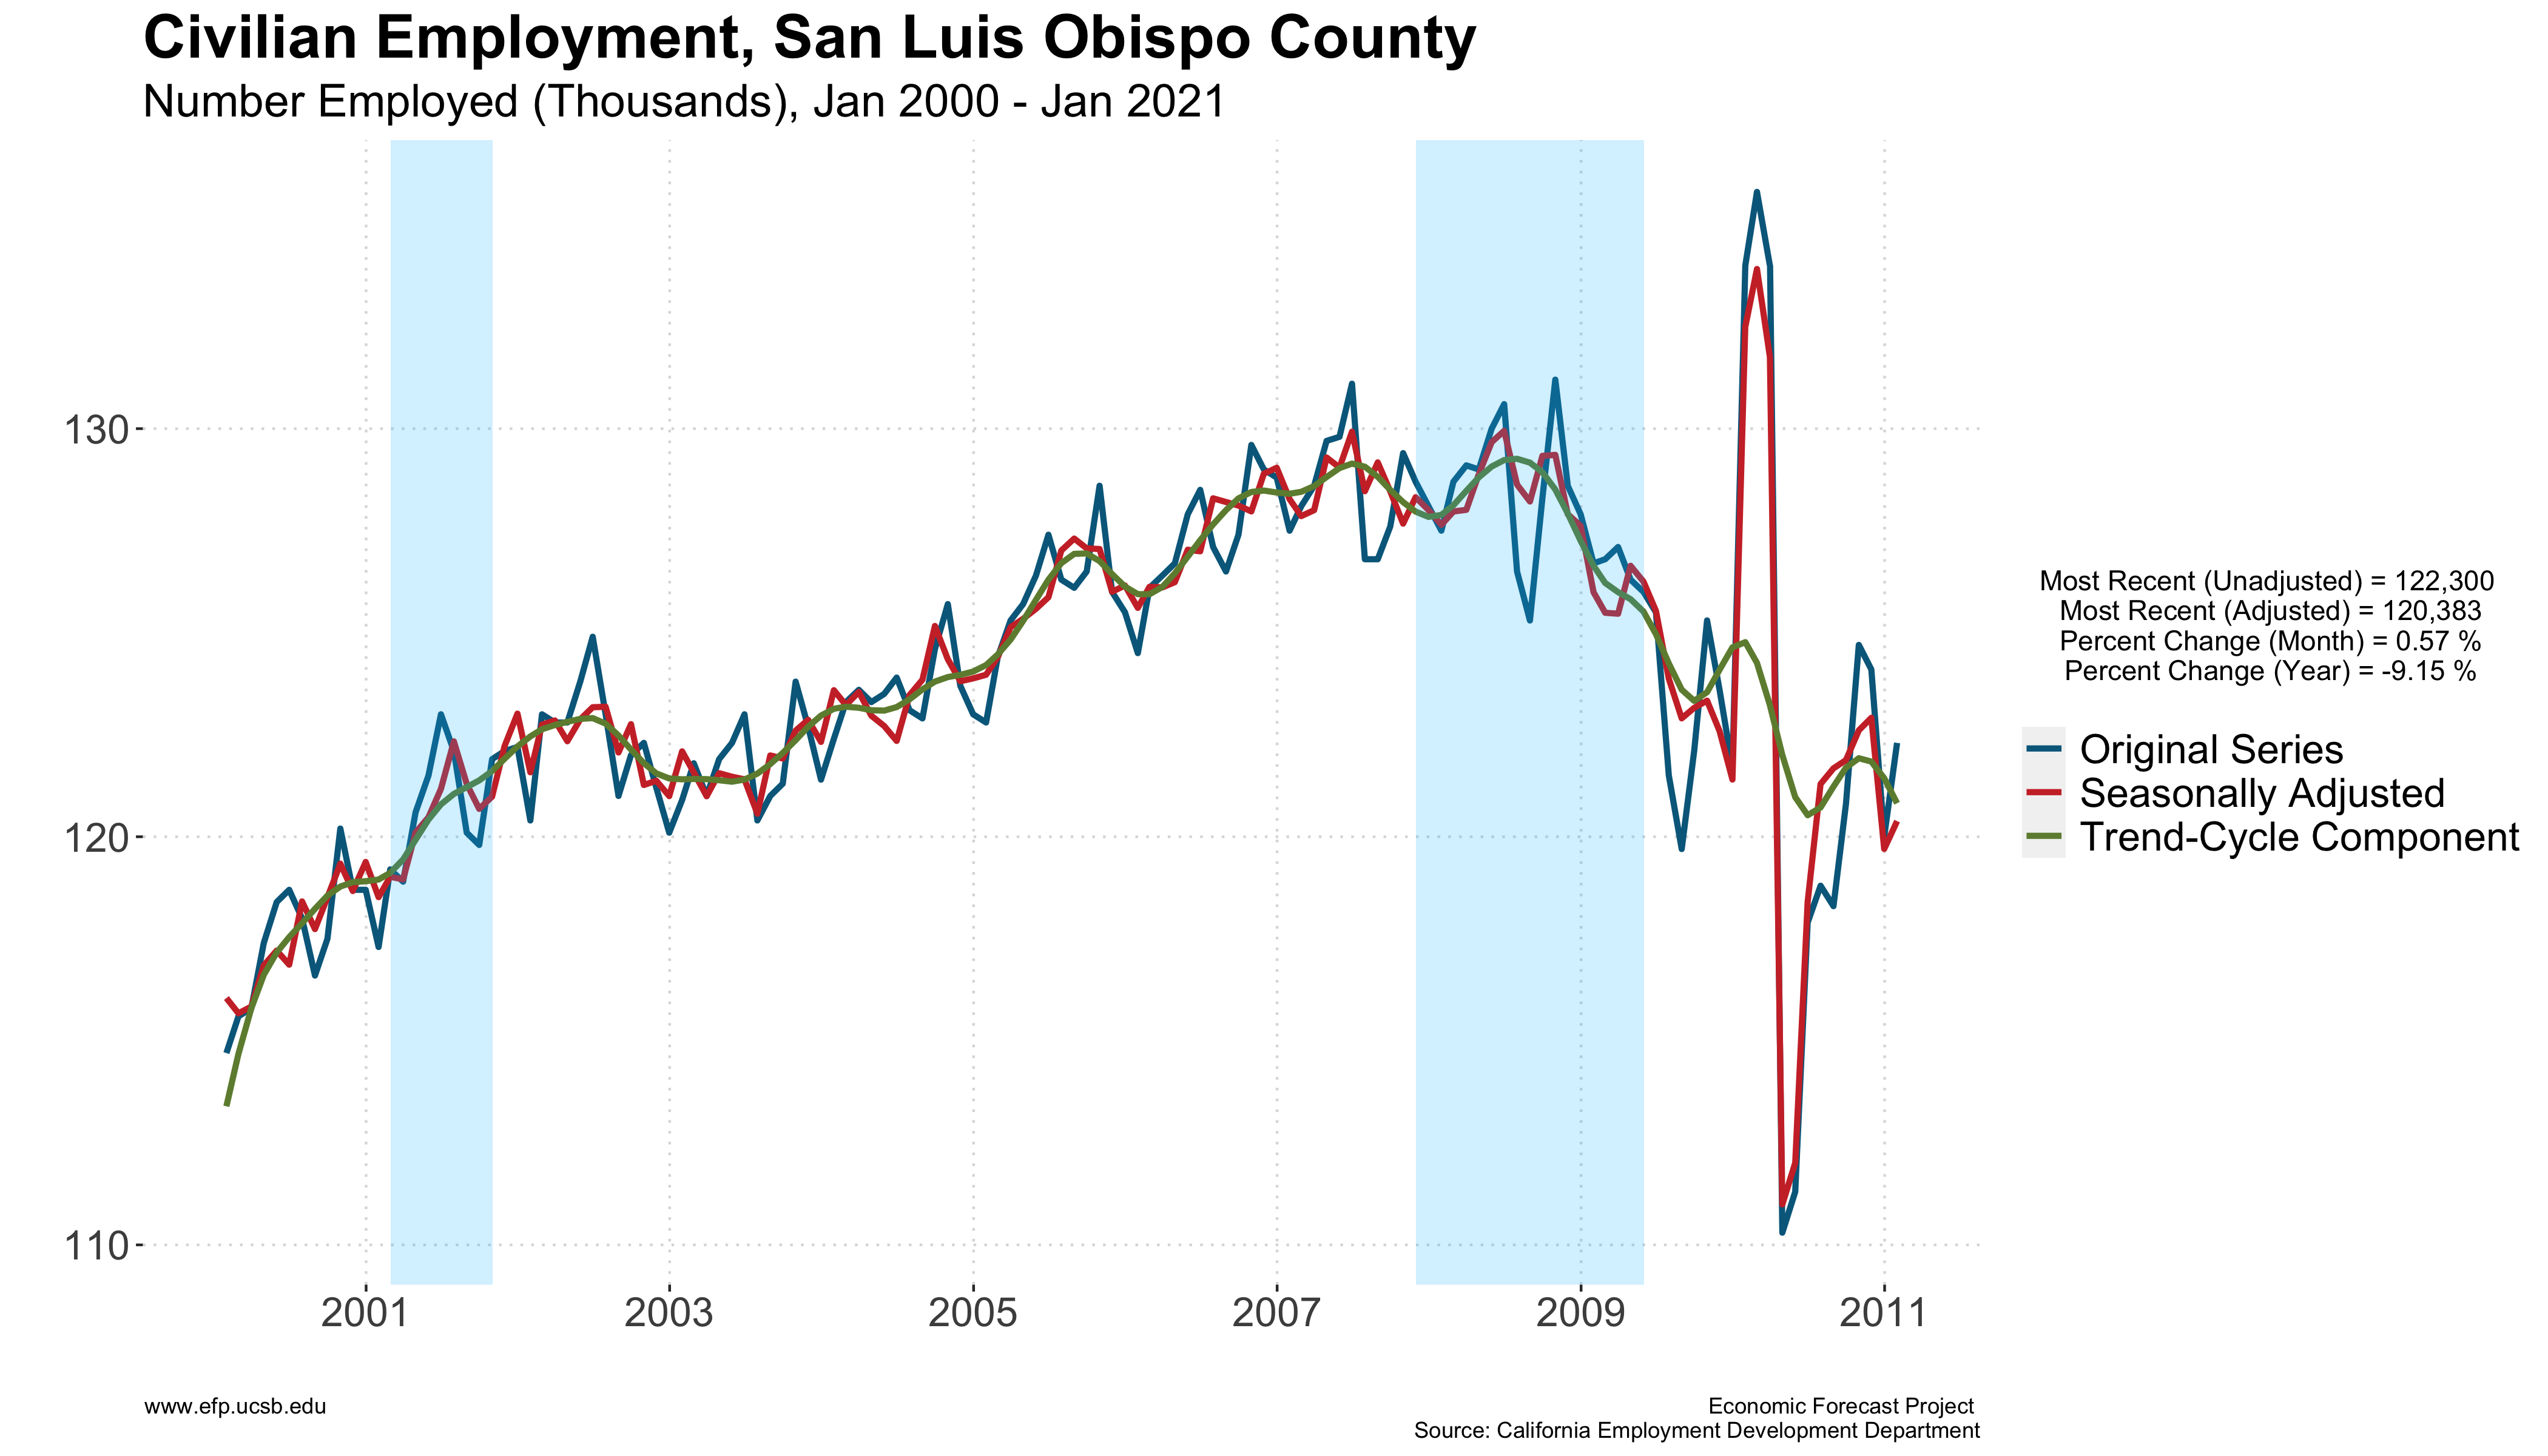 Civilian Employment, San Luis Obispo County
Number Employed (Thousands), Jan 2000 - Jan 2021
130
120
110
2001
2003
2005
2007
2009
2011
Most Recent (Unadjusted) = 122,300
Most Recent (Adjusted) = 120,383
Percent Change (Month) = 0.57 %
Percent Change (Year) = -9.15 %
Original Series
Seasonally Adjusted
Trend-Cycle Component
www.efp.ucsb.edu
Economic Forecast Project
Source: California Employment Development Department